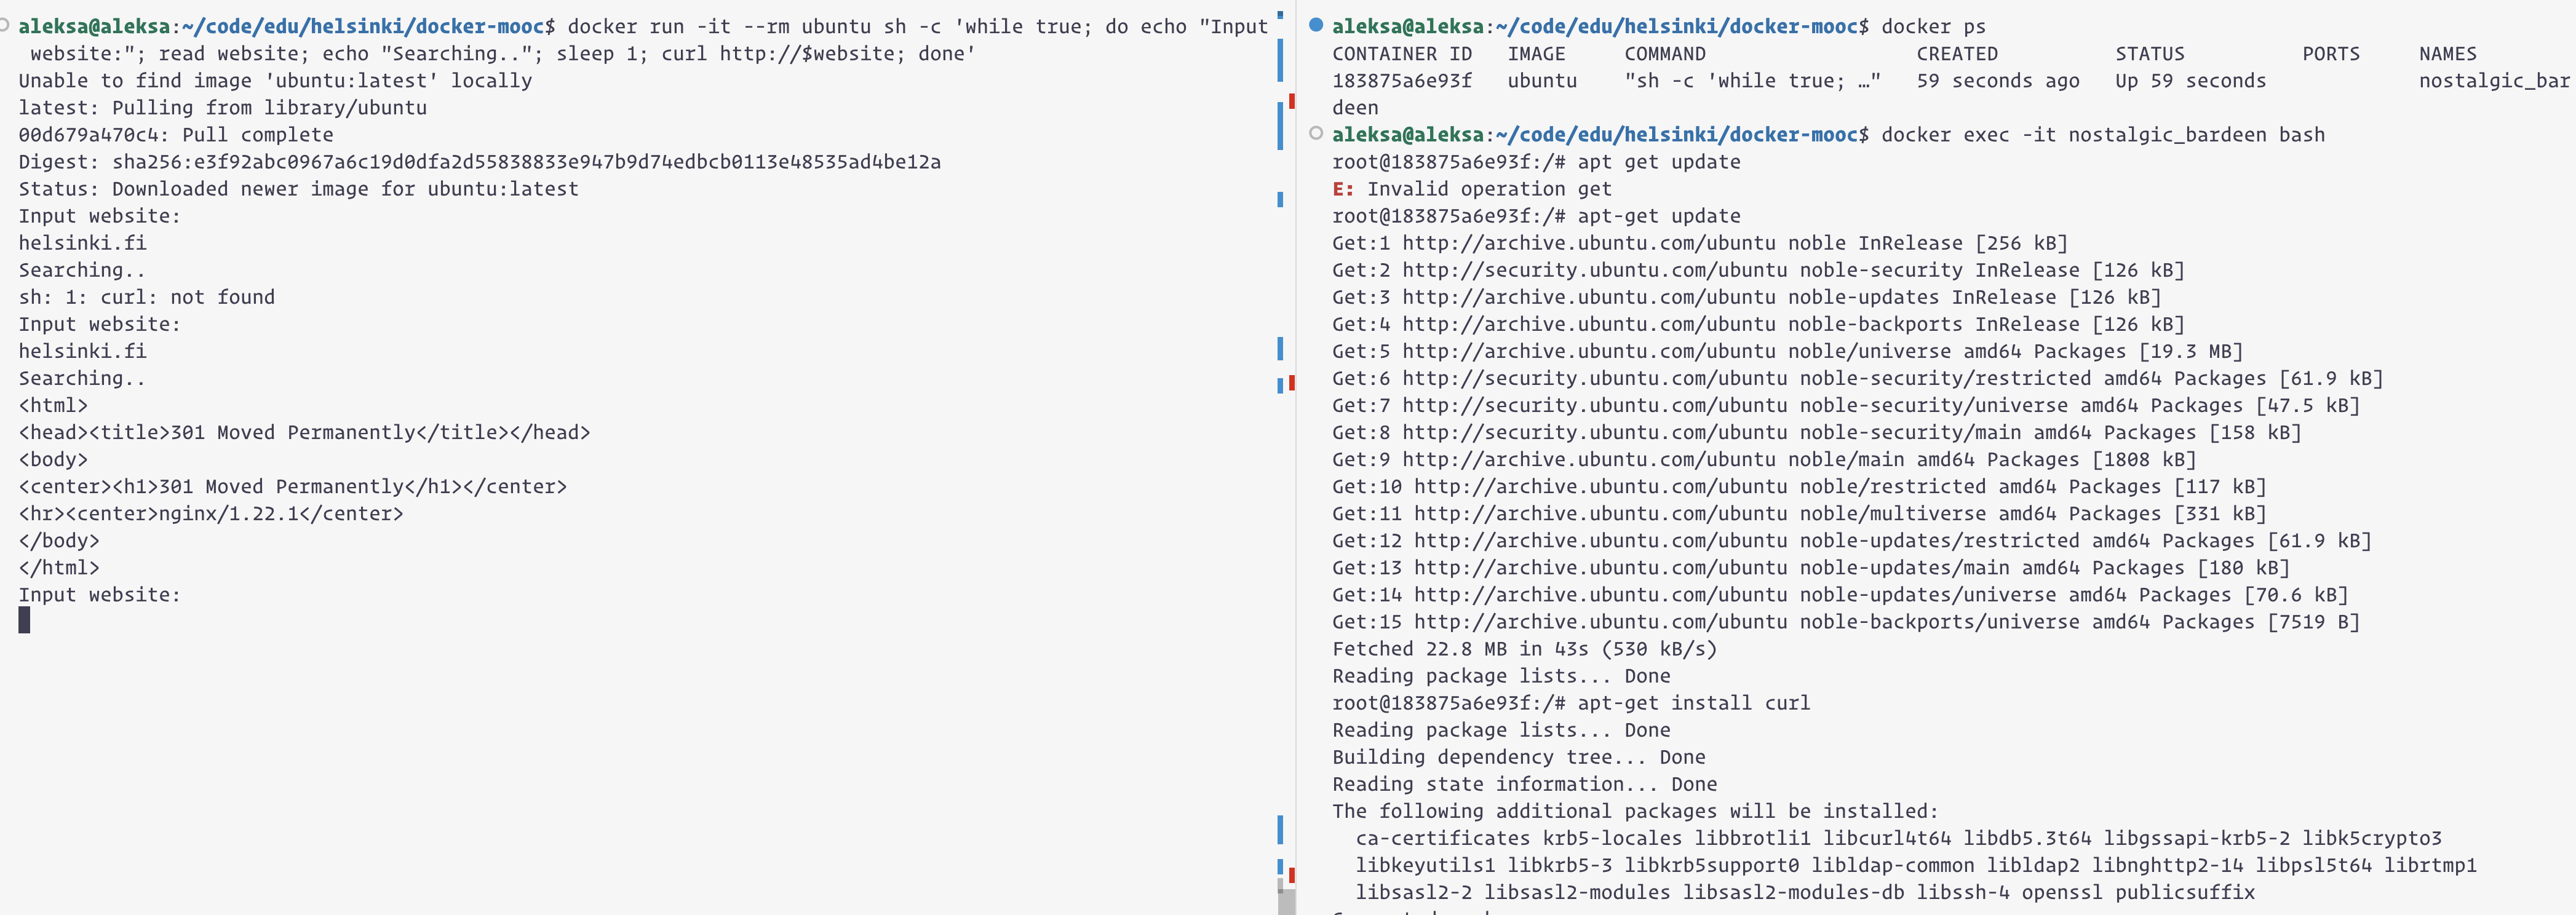 aleksa@aleksa:~/code/edu/helsinki/docker-mooc$ docker run -it --rm ubuntu sh -c 'while true; do echo "Input
 website:"; read website; echo "Searching.."; sleep 1; curl http://$website; done'
Unable to find image 'ubuntu:latest' locally
latest: Pulling from library/ubuntu
00d679a470c4: Pull complete
Digest: sha256:e3f92abc0967a6c19d0dfa2d55838833e947b9d74edbcb0113e48535ad4be12a
Status: Downloaded newer image for ubuntu:latest
Input website:
helsinki.fi
Searching..
sh: 1: curl: not found
Input website:
helsinki.fi
Searching..
<html>
<head><title>301 Moved Permanently</title></head>
<body>
<center><h1>301 Moved Permanently</h1></center>
<hr><center>nginx/1.22.1</center>
</body>
</html>
Input website:
aleksa@aleksa:~/code/edu/helsinki/docker-mooc$ docker ps
CONTAINER ID   IMAGE     COMMAND                  CREATED          STATUS          PORTS     NAMES
183875a6e93f   ubuntu    "sh -c 'while true; …"   59 seconds ago   Up 59 seconds             nostalgic_bar
deen
aleksa@aleksa:~/code/edu/helsinki/docker-mooc$ docker exec -it nostalgic_bardeen bash
root@183875a6e93f:/# apt get update
E: Invalid operation get
root@183875a6e93f:/# apt-get update
Get:1 http://archive.ubuntu.com/ubuntu noble InRelease [256 kB]
Get:2 http://security.ubuntu.com/ubuntu noble-security InRelease [126 kB]
Get:3 http://archive.ubuntu.com/ubuntu noble-updates InRelease [126 kB]
Get:4 http://archive.ubuntu.com/ubuntu noble-backports InRelease [126 kB]
Get:5 http://archive.ubuntu.com/ubuntu noble/universe amd64 Packages [19.3 MB]
Get:6 http://security.ubuntu.com/ubuntu noble-security/restricted amd64 Packages [61.9 kB]
Get:7 http://security.ubuntu.com/ubuntu noble-security/universe amd64 Packages [47.5 kB]
Get:8 http://security.ubuntu.com/ubuntu noble-security/main amd64 Packages [158 kB]
Get:9 http://archive.ubuntu.com/ubuntu noble/main amd64 Packages [1808 kB]
Get:10 http://archive.ubuntu.com/ubuntu noble/restricted amd64 Packages [117 kB]
Get:11 http://archive.ubuntu.com/ubuntu noble/multiverse amd64 Packages [331 kB]
Get:12 http://archive.ubuntu.com/ubuntu noble-updates/restricted amd64 Packages [61.9 kB]
Get:13 http://archive.ubuntu.com/ubuntu noble-updates/main amd64 Packages [180 kB]
Get:14 http://archive.ubuntu.com/ubuntu noble-updates/universe amd64 Packages [70.6 kB]
Get:15 http://archive.ubuntu.com/ubuntu noble-backports/universe amd64 Packages [7519 B]
Fetched 22.8 MB in 43s (530 kB/s)
Reading package lists... Done
root@183875a6e93f:/# apt-get install curl
Reading package lists... Done
Building dependency tree... Done
Reading state information... Done
The following additional packages will be installed:
  ca-certificates krb5-locales libbrotli1 libcurl4t64 libdb5.3t64 libgssapi-krb5-2 libk5crypto3
  libkeyutils1 libkrb5-3 libkrb5support0 libldap-common libldap2 libnghttp2-14 libpsl5t64 librtmp1
  libsasl2-2 libsasl2-modules libsasl2-modules-db libssh-4 openssl publicsuffix